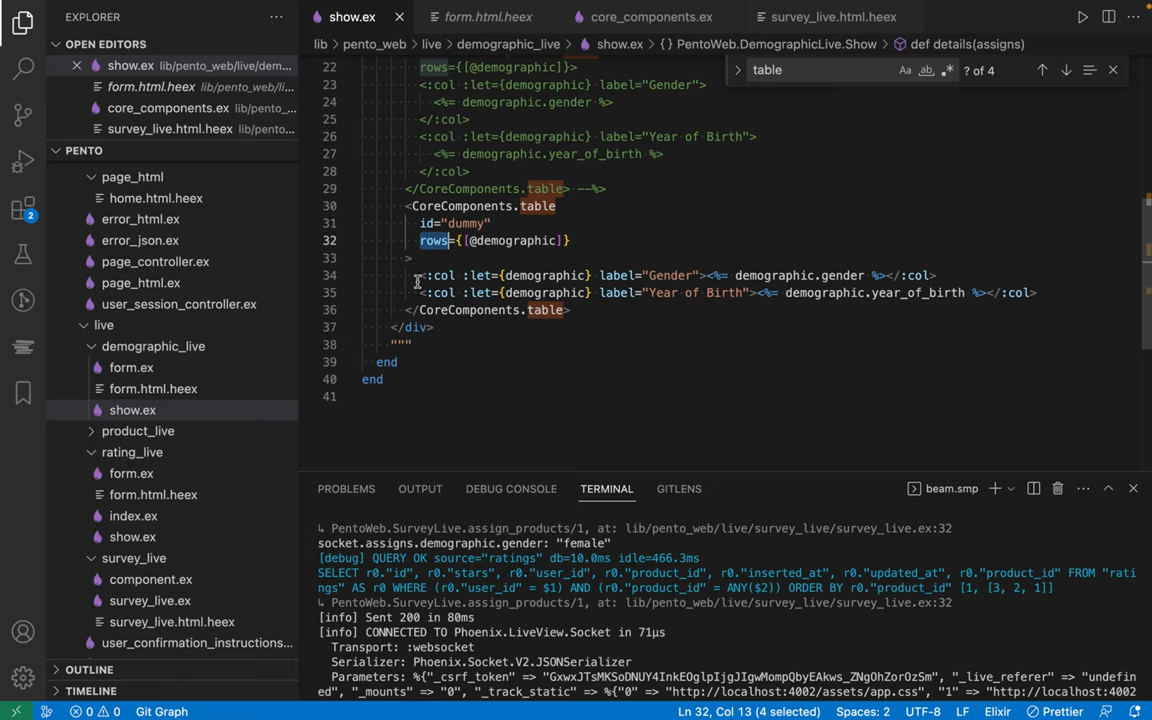 EXPLORER
show.ex
form.html.heex
core_components.ex
survey_live.html.heex
lib > pento_web > live > demographic_live > show.ex > {} PentoWeb.DemographicLive.Show > def details(assigns)
OPEN EDITORS
show.ex lib/pento_web/live/dem...
form.html.heex lib/pento_web/li...
core_components.ex lib/pento_...
survey_live.html.heex lib/pento...
PENTO
page_html
home.html.heex
error_html.ex
error_json.ex
page_controller.ex
page_html.ex
user_session_controller.ex
live
demographic_live
form.ex
form.html.heex
show.ex
product_live
rating_live
form.ex
form.html.heex
index.ex
show.ex
survey_live
component.ex
survey_live.ex
survey_live.html.heex
user_confirmation_instructions...
OUTLINE
TIMELINE
2
table
Aa ab
? of 4
22 rows={[@demographic]}>
23 <:col :let={demographic} label="Gender">
24 <%= demographic.gender %>
25 </:col>
26 <:col :let={demographic} label="Year of Birth">
27 <%= demographic.year_of_birth %>
28 </:col>
29 </CoreComponents.table> --%>
30 <CoreComponents.table
31 id="dummy"
32 rows={[@demographic]}
33 >
34 <:col :let={demographic} label="Gender"><%= demographic.gender %></:col>
35 <:col :let={demographic} label="Year of Birth"><%= demographic.year_of_birth %></:col>
36 </CoreComponents.table>
37 </div>
38 """
39 end
40 end
41
PROBLEMS OUTPUT DEBUG CONSOLE TERMINAL GITLENS
beam.smp
↳ PentoWeb.SurveyLive.assign_products/1, at: lib/pento_web/live/survey_live/survey_live.ex:32
socket.assigns.demographic.gender: "female"
[debug] QUERY OK source="ratings" db=10.0ms idle=466.3ms
SELECT r0."id", r0."stars", r0."user_id", r0."product_id", r0."inserted_at", r0."updated_at", r0."product_id" FROM "rati
ngs" AS r0 WHERE (r0."user_id" = $1) AND (r0."product_id" = ANY($2)) ORDER BY r0."product_id" [1, [3, 2, 1]]
↳ PentoWeb.SurveyLive.assign_products/1, at: lib/pento_web/live/survey_live/survey_live.ex:32
[info] Sent 200 in 80ms
[info] CONNECTED TO Phoenix.LiveView.Socket in 71µs
Transport: :websocket
Serializer: Phoenix.Socket.V2.JSONSerializer
Parameters: %{"_csrf_token" => "GxwxJTsMKSoDNUY4InkEOglpIjgJIgwMompQbyEAkws_ZNgOhZorOzSm", "_live_referer" => "undefin
ed", "_mounts" => "0", "_track_static" => %{"0" => "http://localhost:4002/assets/app.css", "1" => "http://localhost:4002
0 0 Git Graph Ln 32, Col 13 (4 selected) Spaces: 2 UTF-8 LF Elixir Prettier